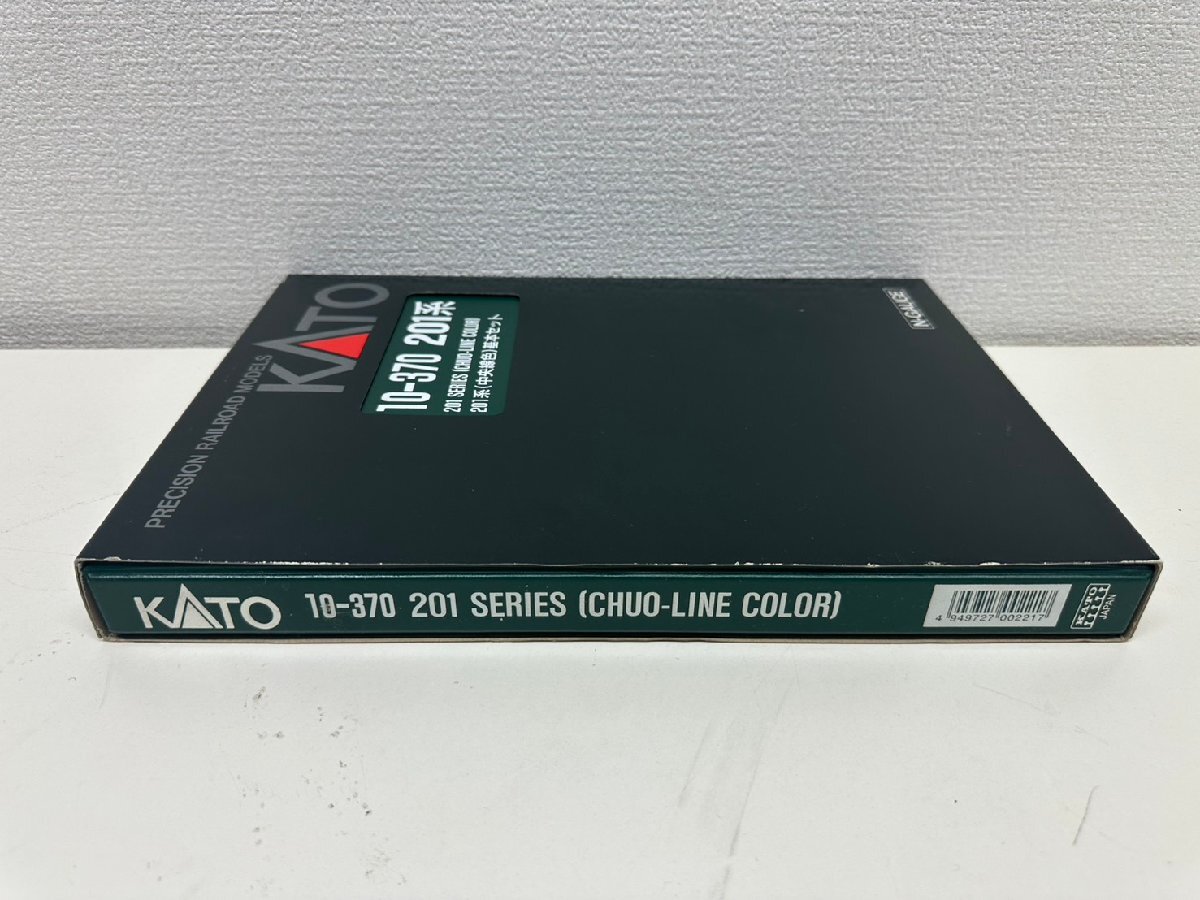 KATO
PRECISION RAILROAD MODELS
10-370 201系
201 SERIES (CHUO-LINE COLOR)
201系(中央線色)基本セット
N-GAUGE
KATO 10-370 201 SERIES (CHUO-LINE COLOR)
4 949727 002217
KATO
JAPAN